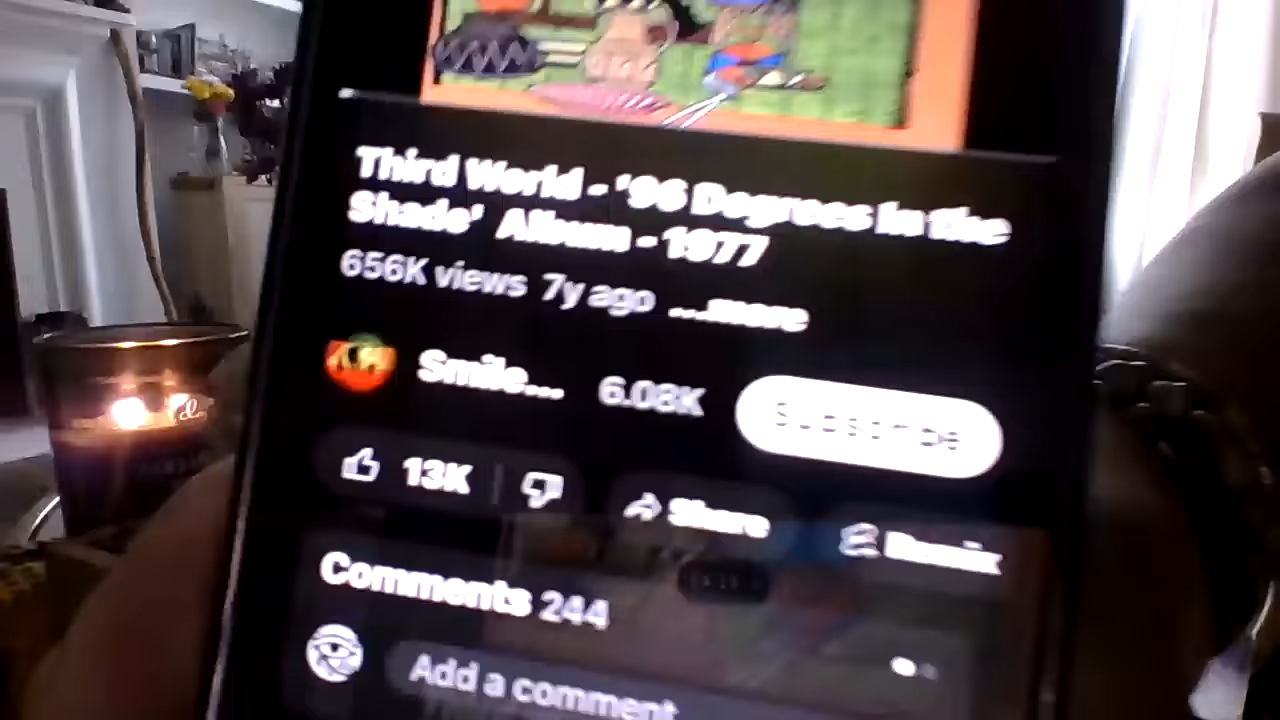 Third World - '96 Degrees In the
Shade' Album - 1977
656K views 7y ago ...more
Smile... 6.08K Subscribe
13K Share Remix
Comments 244
Add a comment